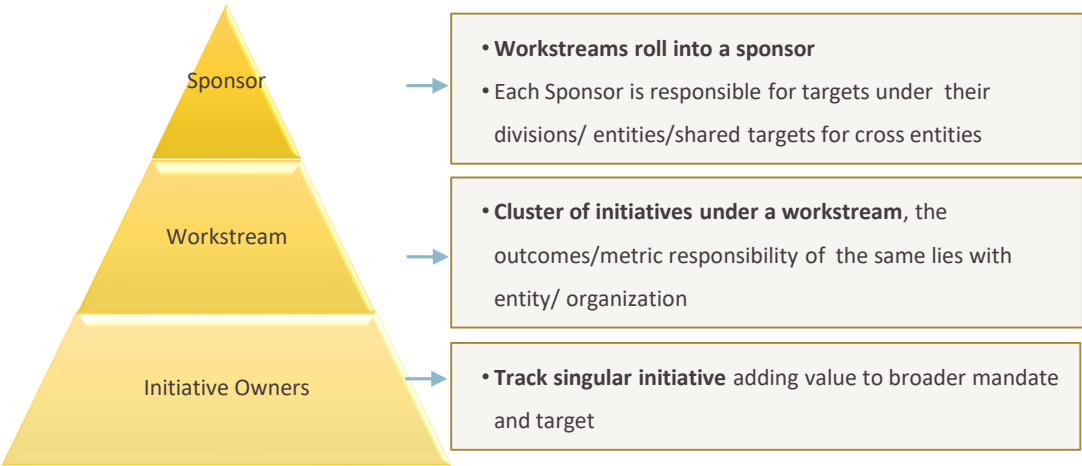 Sponsor
• Workstreams roll into a sponsor
• Each Sponsor is responsible for targets under their
divisions/ entities/shared targets for cross entities
Workstream
• Cluster of initiatives under a workstream, the
outcomes/metric responsibility of the same lies with
entity/ organization
Initiative Owners
• Track singular initiative adding value to broader mandate
and target